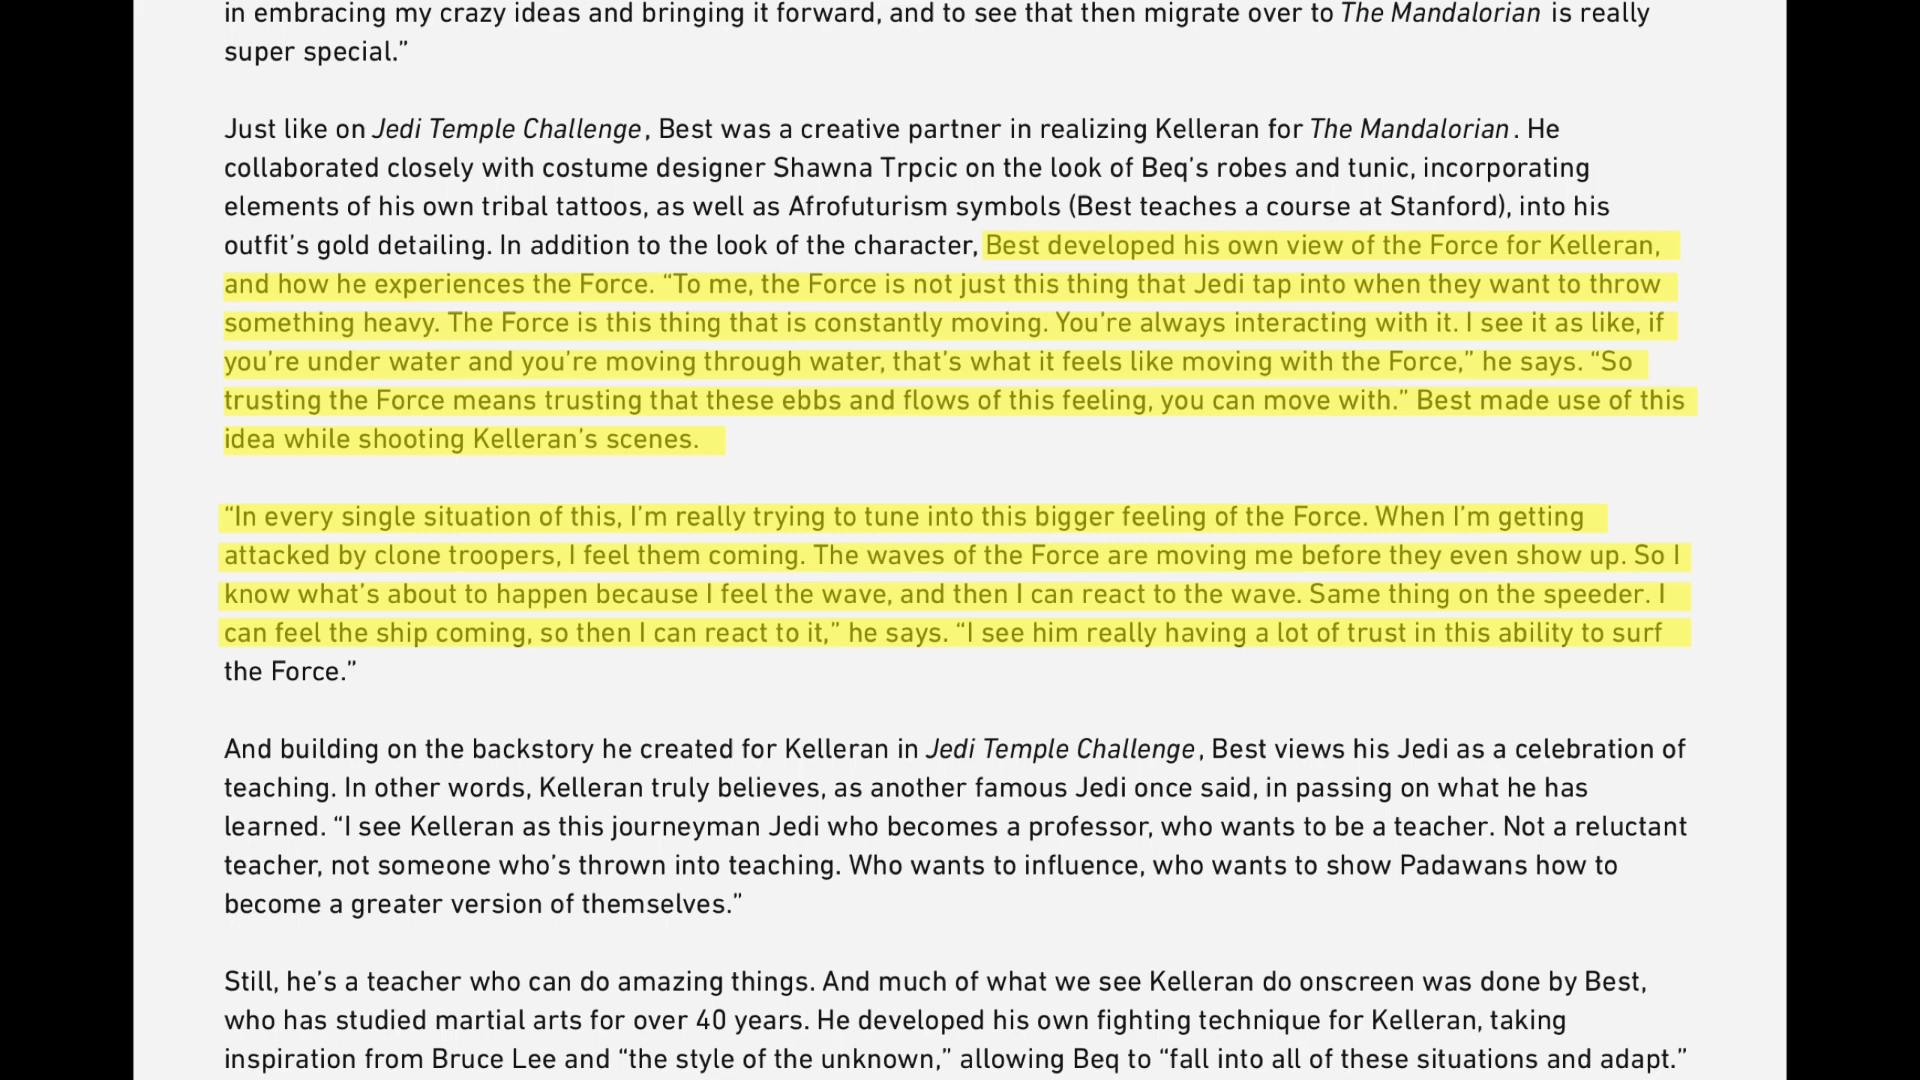 in embracing my crazy ideas and bringing it forward, and to see that then migrate over to The Mandalorian is really
super special.”
Just like on Jedi Temple Challenge, Best was a creative partner in realizing Kelleran for The Mandalorian. He
collaborated closely with costume designer Shawna Trpcic on the look of Beq’s robes and tunic, incorporating
elements of his own tribal tattoos, as well as Afrofuturism symbols (Best teaches a course at Stanford), into his
outfit’s gold detailing. In addition to the look of the character, Best developed his own view of the Force for Kelleran,
and how he experiences the Force. “To me, the Force is not just this thing that Jedi tap into when they want to throw
something heavy. The Force is this thing that is constantly moving. You’re always interacting with it. I see it as like, if
you’re under water and you’re moving through water, that’s what it feels like moving with the Force,” he says. “So
trusting the Force means trusting that these ebbs and flows of this feeling, you can move with.” Best made use of this
idea while shooting Kelleran’s scenes.
“In every single situation of this, I’m really trying to tune into this bigger feeling of the Force. When I’m getting
attacked by clone troopers, I feel them coming. The waves of the Force are moving me before they even show up. So I
know what’s about to happen because I feel the wave, and then I can react to the wave. Same thing on the speeder. I
can feel the ship coming, so then I can react to it,” he says. “I see him really having a lot of trust in this ability to surf
the Force.”
And building on the backstory he created for Kelleran in Jedi Temple Challenge, Best views his Jedi as a celebration of
teaching. In other words, Kelleran truly believes, as another famous Jedi once said, in passing on what he has
learned. “I see Kelleran as this journeyman Jedi who becomes a professor, who wants to be a teacher. Not a reluctant
teacher, not someone who’s thrown into teaching. Who wants to influence, who wants to show Padawans how to
become a greater version of themselves.”
Still, he’s a teacher who can do amazing things. And much of what we see Kelleran do onscreen was done by Best,
who has studied martial arts for over 40 years. He developed his own fighting technique for Kelleran, taking
inspiration from Bruce Lee and “the style of the unknown,” allowing Beq to “fall into all of these situations and adapt.”